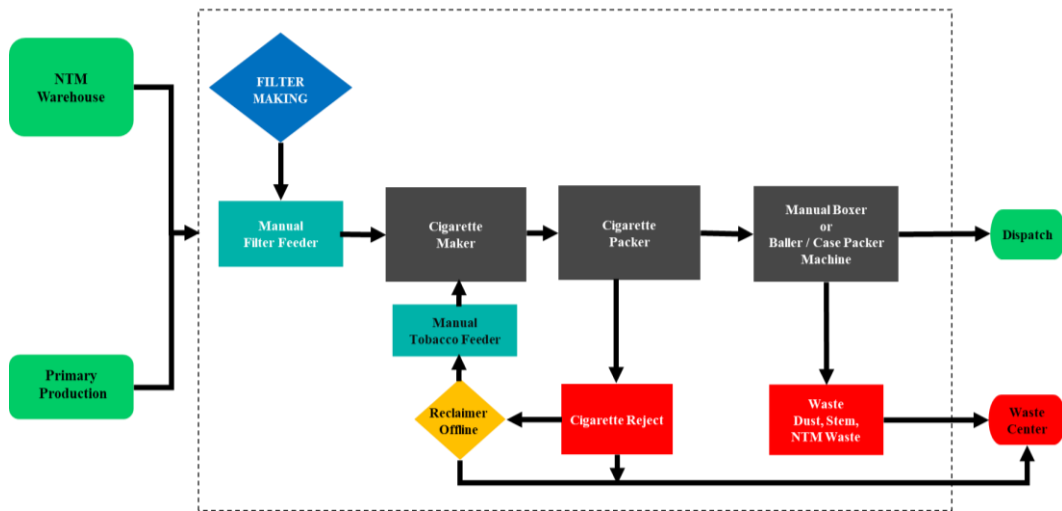 NTM
Warehouse
FILTER
MAKING
Manual
Filter Feeder
Cigarette
Maker
Cigarette
Packer
Manual Boxer
or
Baller / Case Packer
Machine
Dispatch
Manual
Tobacco Feeder
Primary
Production
Reclaimer
Offline
Cigarette Reject
Waste
Dust, Stem,
NTM Waste
Waste
Center